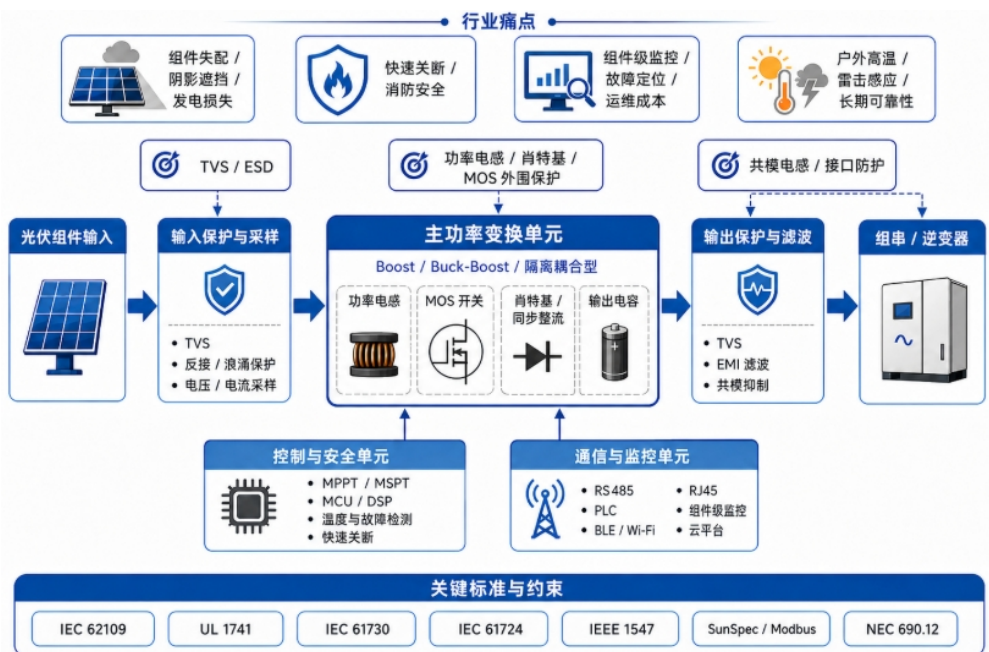 行业痛点
组件失配 /
阴影遮挡 /
发电损失
快速关断 /
消防安全
组件级监控 /
故障定位 /
运维成本
户外高温 /
雷击感应 /
长期可靠性
TVS / ESD
功率电感 / 肖特基 /
MOS 外围保护
共模电感 / 接口防护
光伏组件输入
输入保护与采样
• TVS
• 反接 / 浪涌保护
• 电压 / 电流采样
主功率变换单元
Boost / Buck-Boost / 隔离耦合型
功率电感
MOS 开关
肖特基 /
同步整流
输出电容
输出保护与滤波
• TVS
• EMI 滤波
• 共模抑制
组串 / 逆变器
控制与安全单元
• MPPT / MSPT
• MCU / DSP
• 温度与故障检测
• 快速关断
通信与监控单元
• RS485
• PLC
• BLE / Wi-Fi
• RJ45
• 组件级监控
• 云平台
关键标准与约束
IEC 62109
UL 1741
IEC 61730
IEC 61724
IEEE 1547
SunSpec / Modbus
NEC 690.12